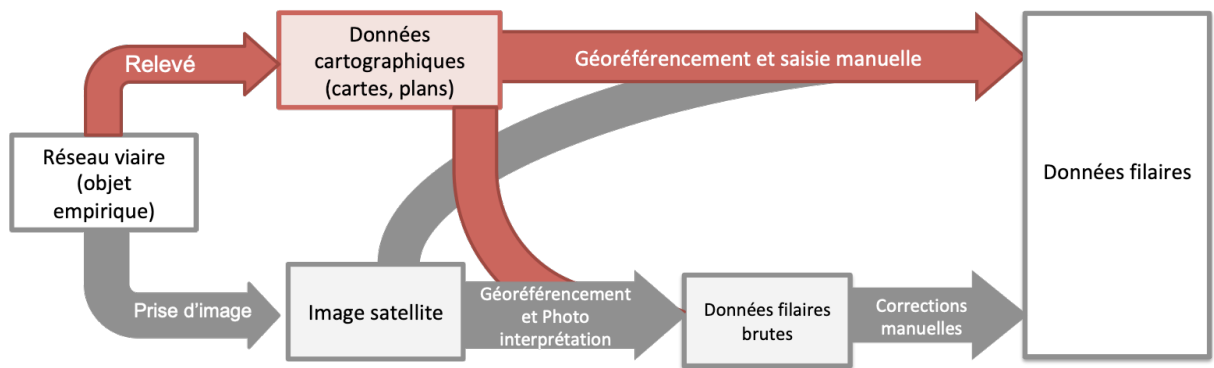 Relevé
Données
cartographiques
(cartes, plans)
Géoréférencement et saisie manuelle
Réseau viaire
(objet
empirique)
Données filaires
Prise d'image
Image satellite
Géoréférencement
et Photo
interprétation
Données filaires
brutes
Corrections
manuelles